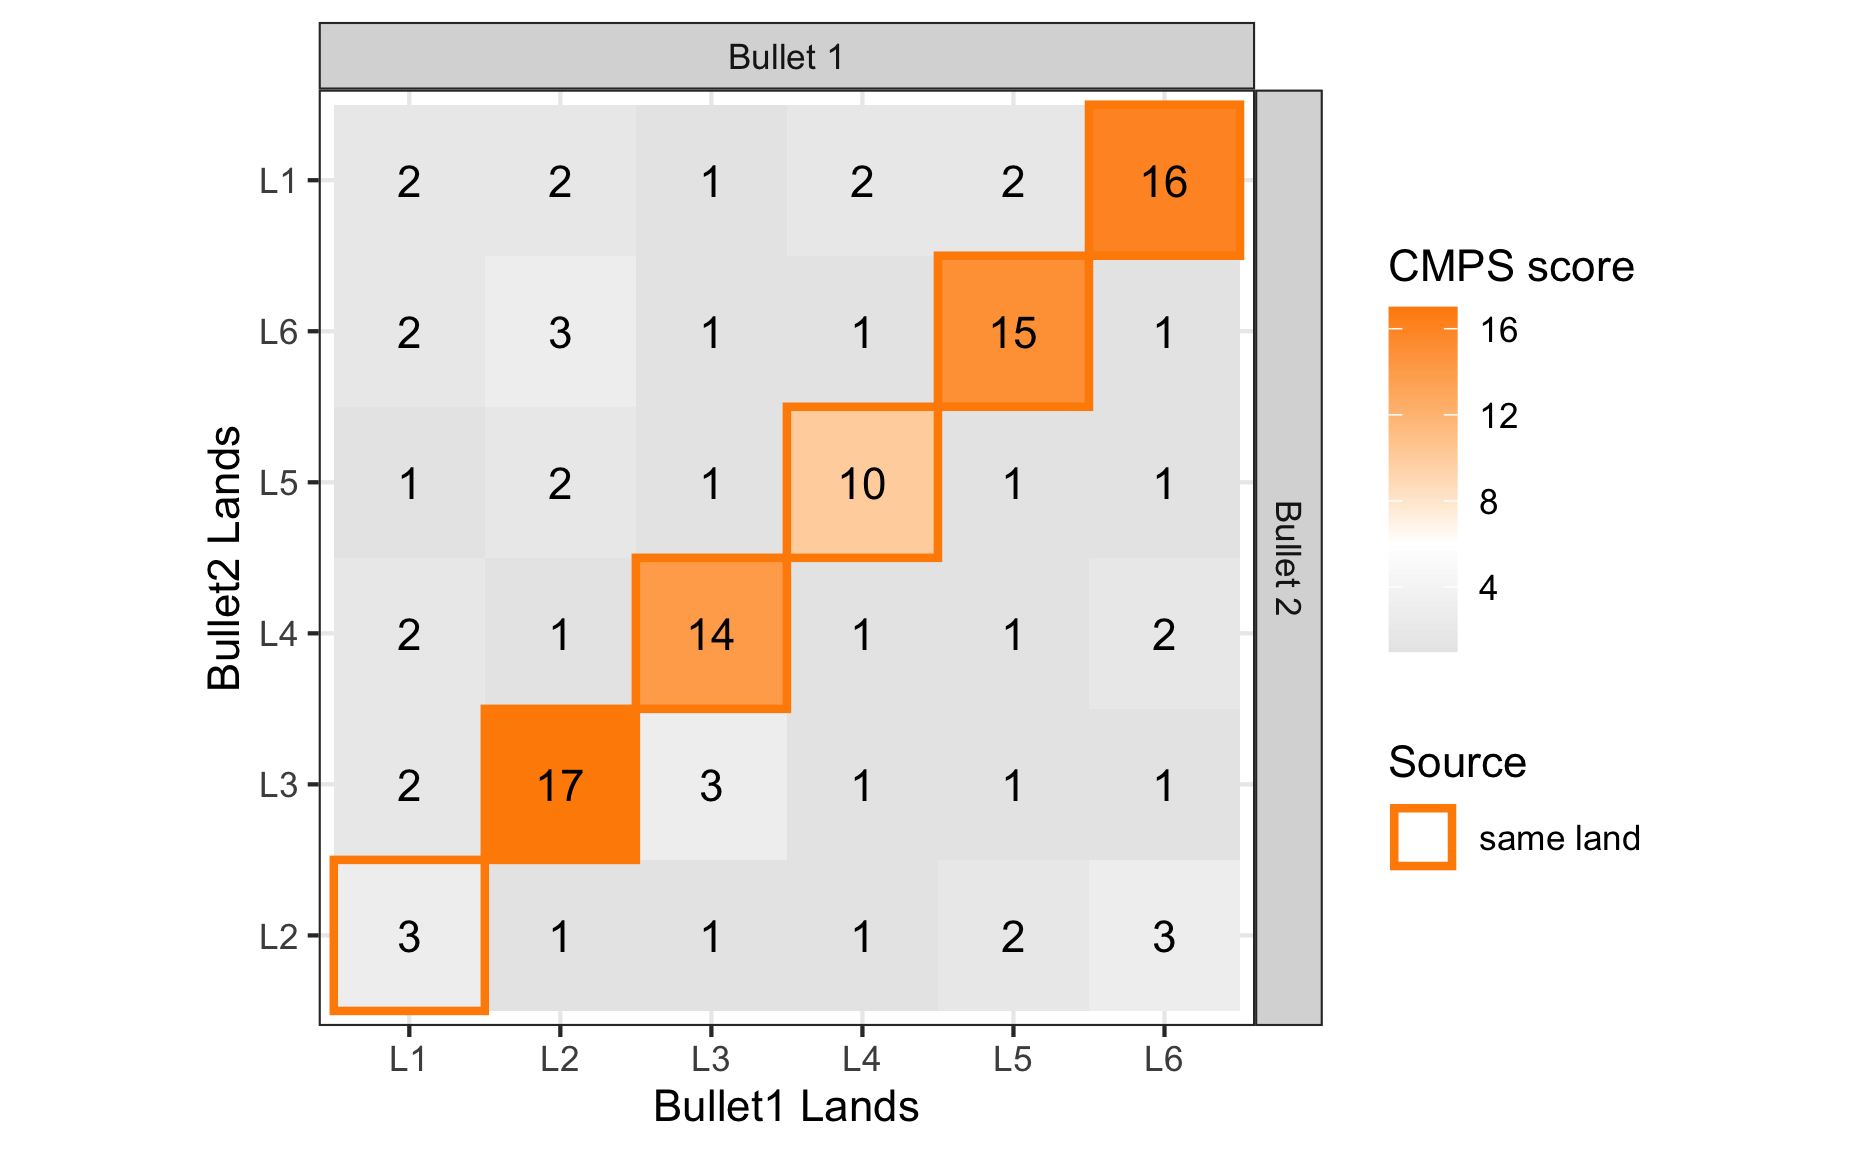 Bullet 1
L1 2 2 1 2 2 16
L6 2 3 1 1 15 1
L5 1 2 1 10 1 1
L4 2 1 14 1 1 2
L3 2 17 3 1 1 1
L2 3 1 1 1 2 3
L1 L2 L3 L4 L5 L6
Bullet1 Lands
Bullet2 Lands
Bullet 2
CMPS score
16
12
8
4
Source
same land